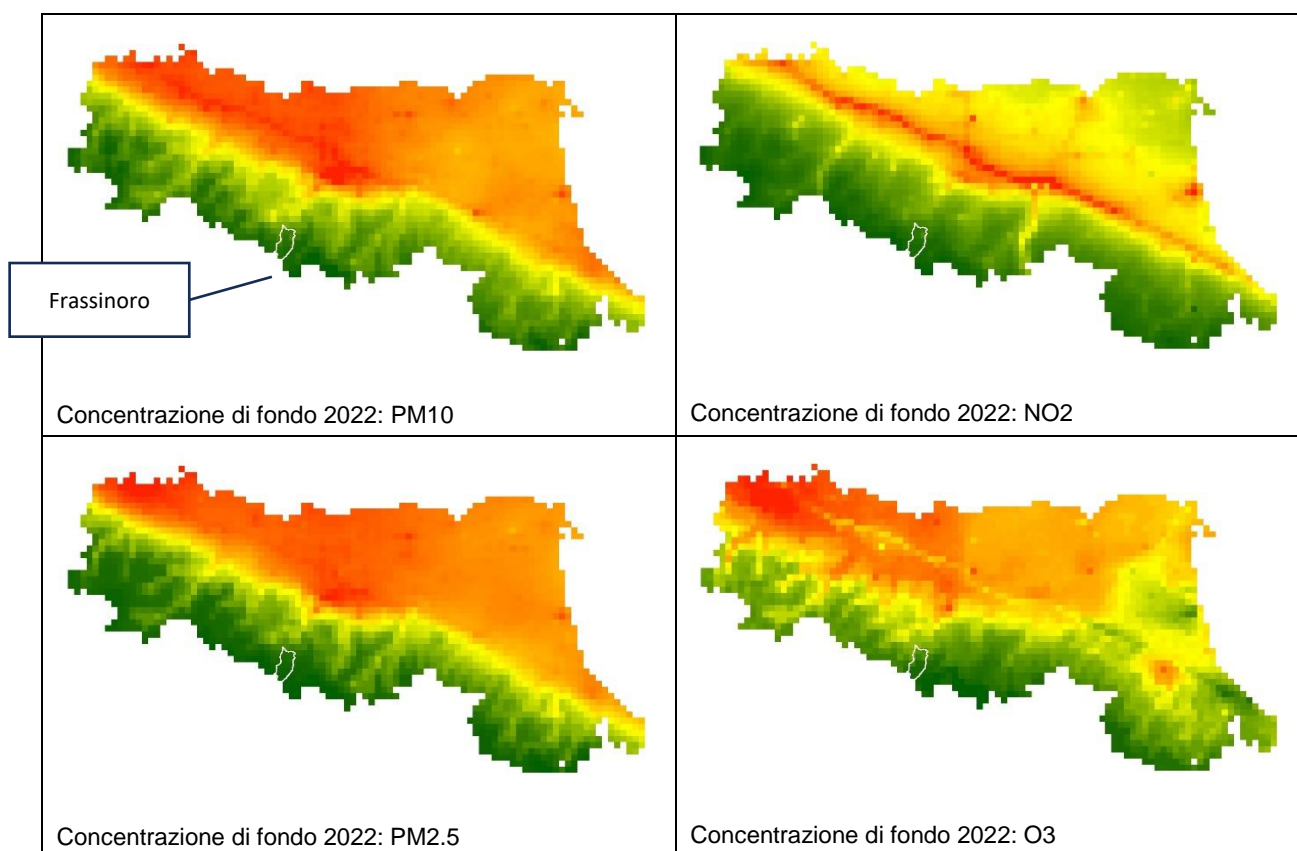 Frassinoro
Concentrazione di fondo 2022: PM10
Concentrazione di fondo 2022: NO2
Concentrazione di fondo 2022: PM2.5
Concentrazione di fondo 2022: O3